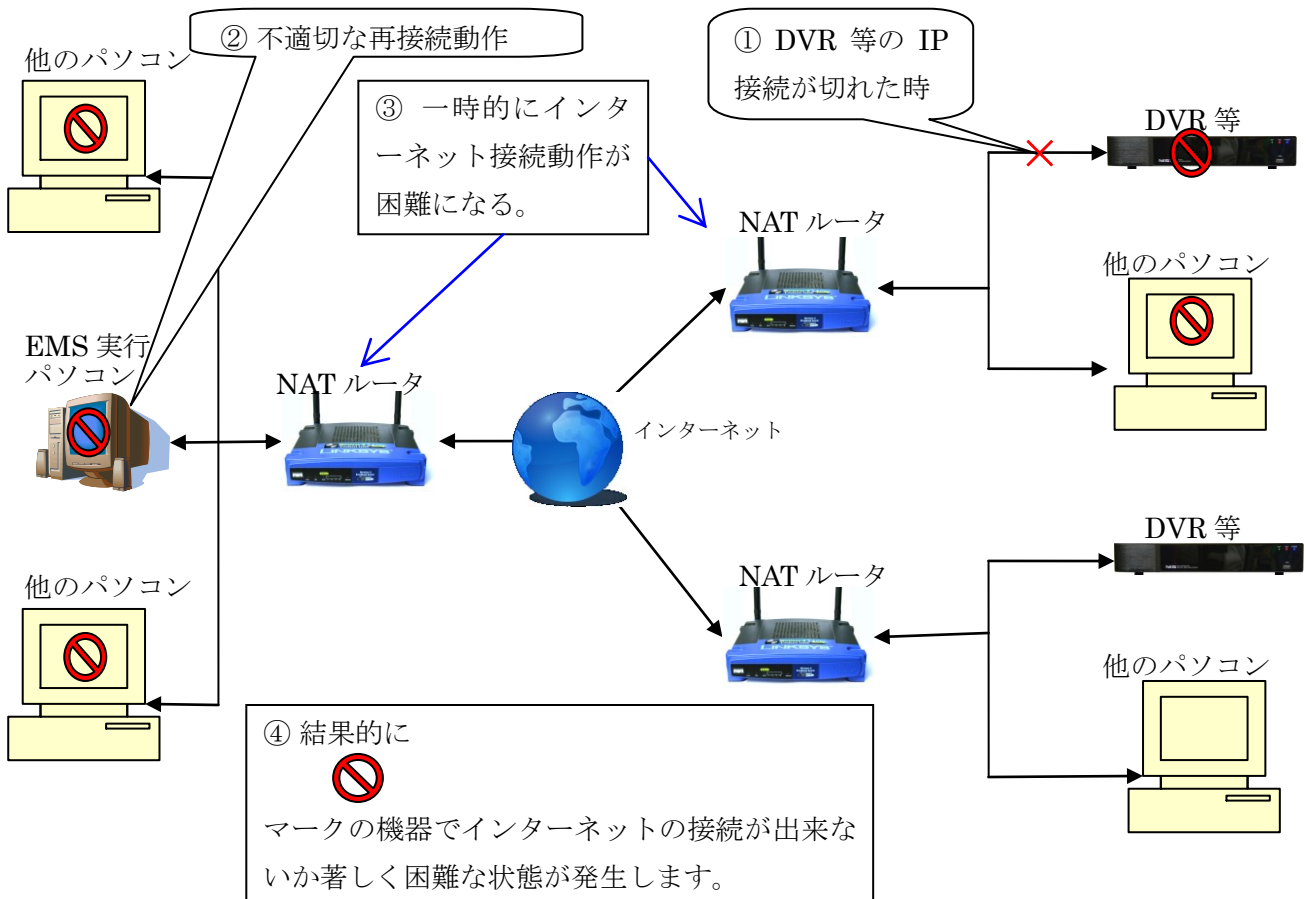 ② 不適切な再接続動作
① DVR 等の IP
接続が切れた時
他のパソコン
③ 一時的にインタ
ーネット接続動作が
困難になる。
DVR 等
NAT ルータ
他のパソコン
EMS 実行
パソコン
NAT ルータ
インターネット
LINKSYS
LINKSYS
DVR 等
他のパソコン
NAT ルータ
LINKSYS
他のパソコン
④ 結果的に
マークの機器でインターネットの接続が出来な
いか著しく困難な状態が発生します。